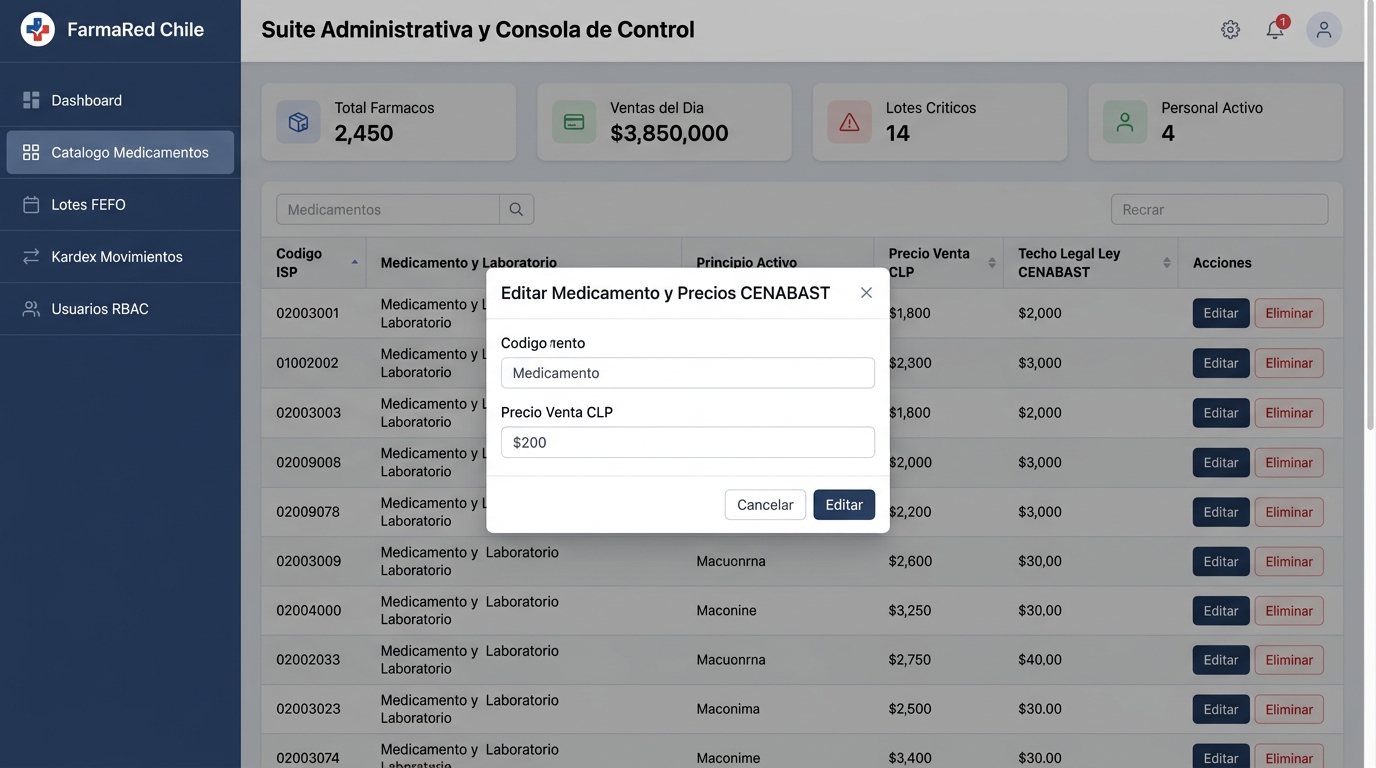 FarmaRed Chile
Suite Administrativa y Consola de Control
1
Dashboard
Catalogo Medicamentos
Lotes FEFO
Kardex Movimientos
Usuarios RBAC
Total Farmacos
2,450
Ventas del Dia
$3,850,000
Lotes Criticos
14
Personal Activo
4
Medicamentos
Recrar
Codigo ISP
Medicamento y Laboratorio
Principio Activo
Precio Venta CLP
Techo Legal Ley CENABAST
Acciones
02003001 Medicamento y L Laboratorio $1,800 $2,000 Editar Eliminar
01002002 Medicamento y L Laboratorio $2,300 $3,000 Editar Eliminar
02003003 Medicamento y L Laboratorio $1,800 $2,000 Editar Eliminar
02009008 Medicamento y L Laboratorio $2,000 $3,000 Editar Eliminar
02009078 Medicamento y L Laboratorio $2,200 $3,000 Editar Eliminar
02003009 Medicamento y Laboratorio Laboratorio Macuonrna $2,600 $30,00 Editar Eliminar
02004000 Medicamento y Laboratorio Laboratorio Maconine $3,250 $30.00 Editar Eliminar
02002033 Medicamento y Laboratorio Laboratorio Macuonrna $2,750 $40.00 Editar Eliminar
02003023 Medicamento y Laboratorio Laboratorio Maconima $2,500 $30.00 Editar Eliminar
02003074 Medicamento y Laboratorio Maconime $3,400 $30.00 Editar Eliminar
Editar Medicamento y Precios CENABAST
Codigo
Medicamento
Precio Venta CLP
$200
Cancelar
Editar